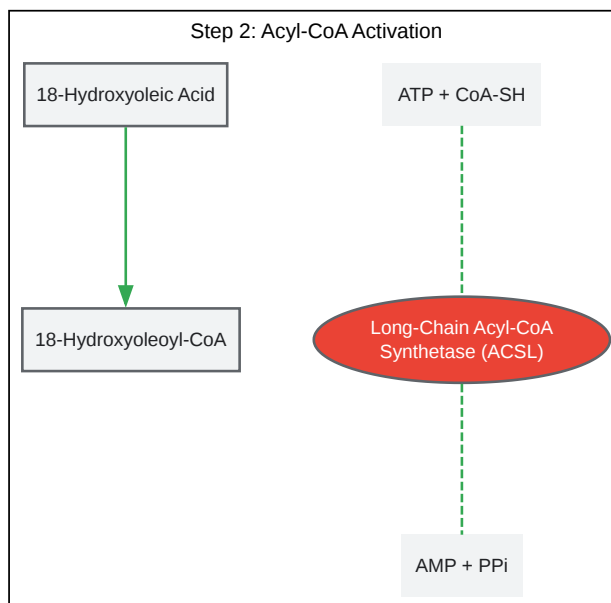 Step 2: Acyl-CoA Activation
18-Hydroxyoleic Acid
ATP + CoA-SH
18-Hydroxyoleoyl-CoA
Long-Chain Acyl-CoA
Synthetase (ACSL)
AMP + PPi